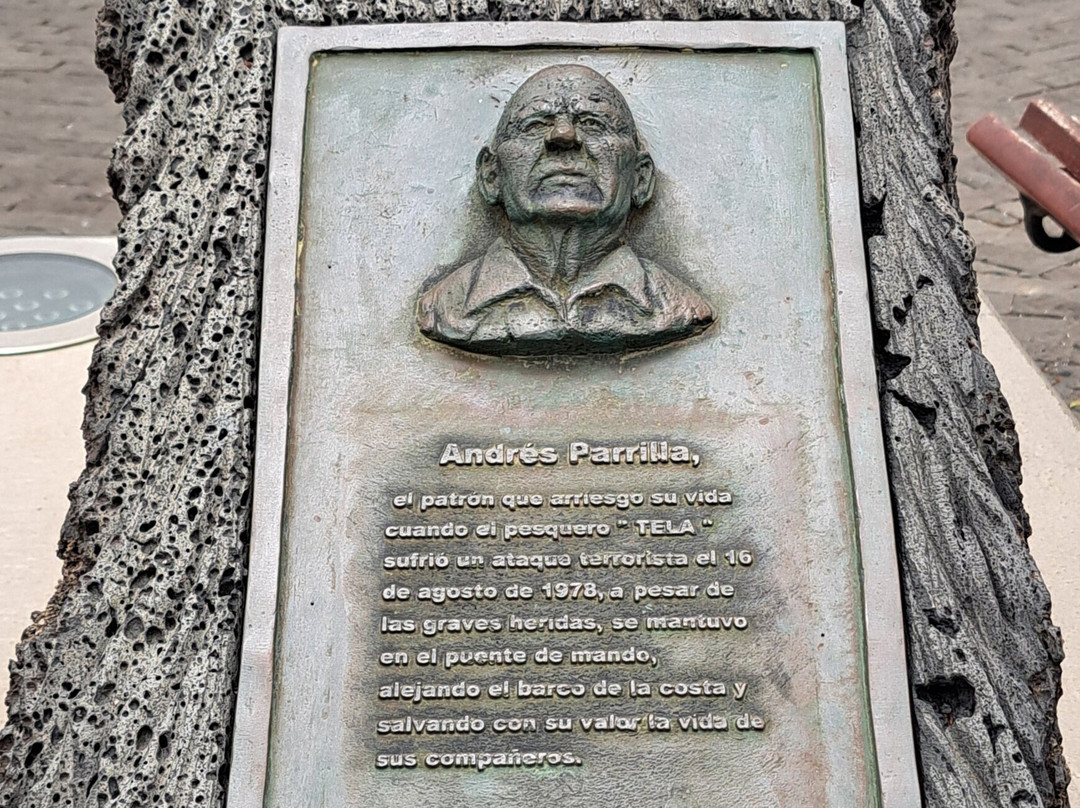 Andrés Parrilla,
el patrón que arriesgo su vida
cuando el pesquero " TELA "
sufrió un ataque terrorista el 16
de agosto de 1978, a pesar de
las graves heridas, se mantuvo
en el puente de mando,
alejando el barco de la costa y
salvando con su valor la vida de
sus compañeros.